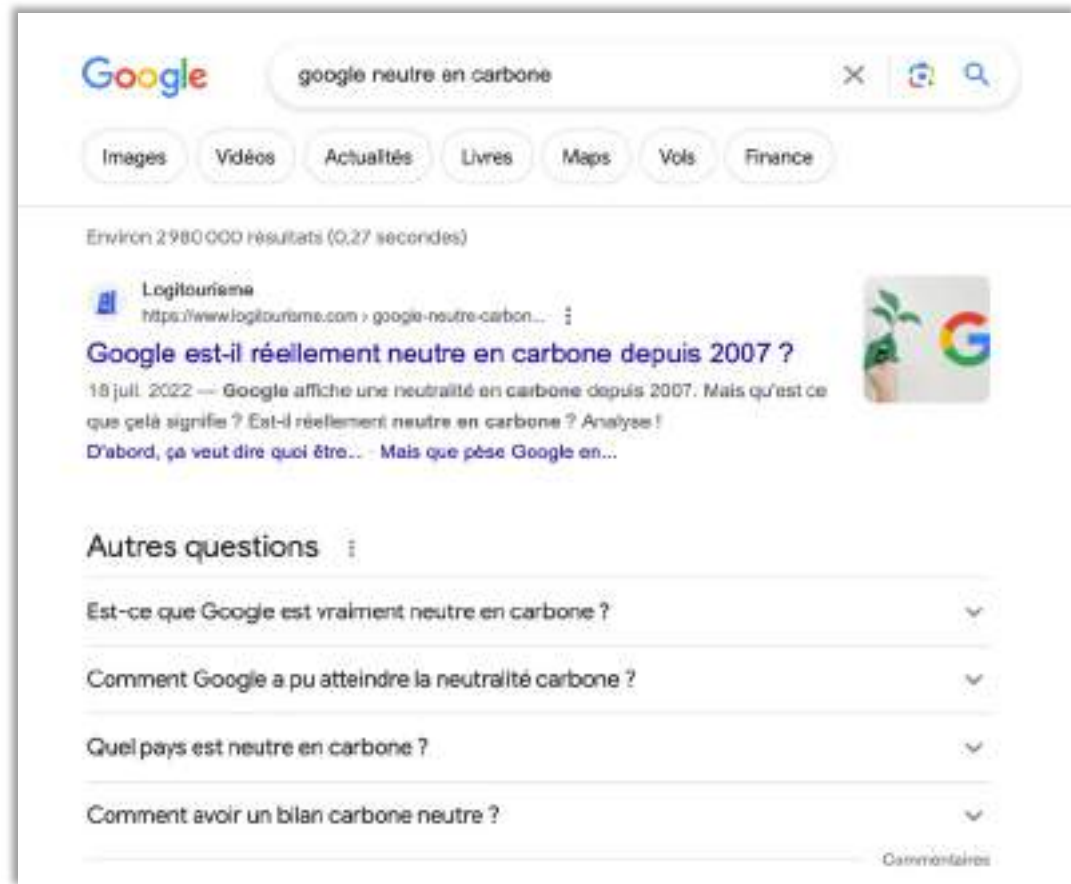 Google
google neutre en carbone
Images Vidéos Actualités Livres Maps Vols Finance
Environ 2 980 000 résultats (0,27 secondes)
Logitourisme
https://www.logitourisme.com › google-neutre-carbon...
Google est-il réellement neutre en carbone depuis 2007 ?
18 juil. 2022 — Google affiche une neutralité en carbone depuis 2007. Mais qu'est ce
que çelà signifie ? Est-il réellement neutre en carbone ? Analyse !
D'abord, ça veut dire quoi être... · Mais que pèse Google en...
G
Autres questions
Est-ce que Google est vraiment neutre en carbone ?
Comment Google a pu atteindre la neutralité carbone ?
Quel pays est neutre en carbone ?
Comment avoir un bilan carbone neutre ?
Commentaires